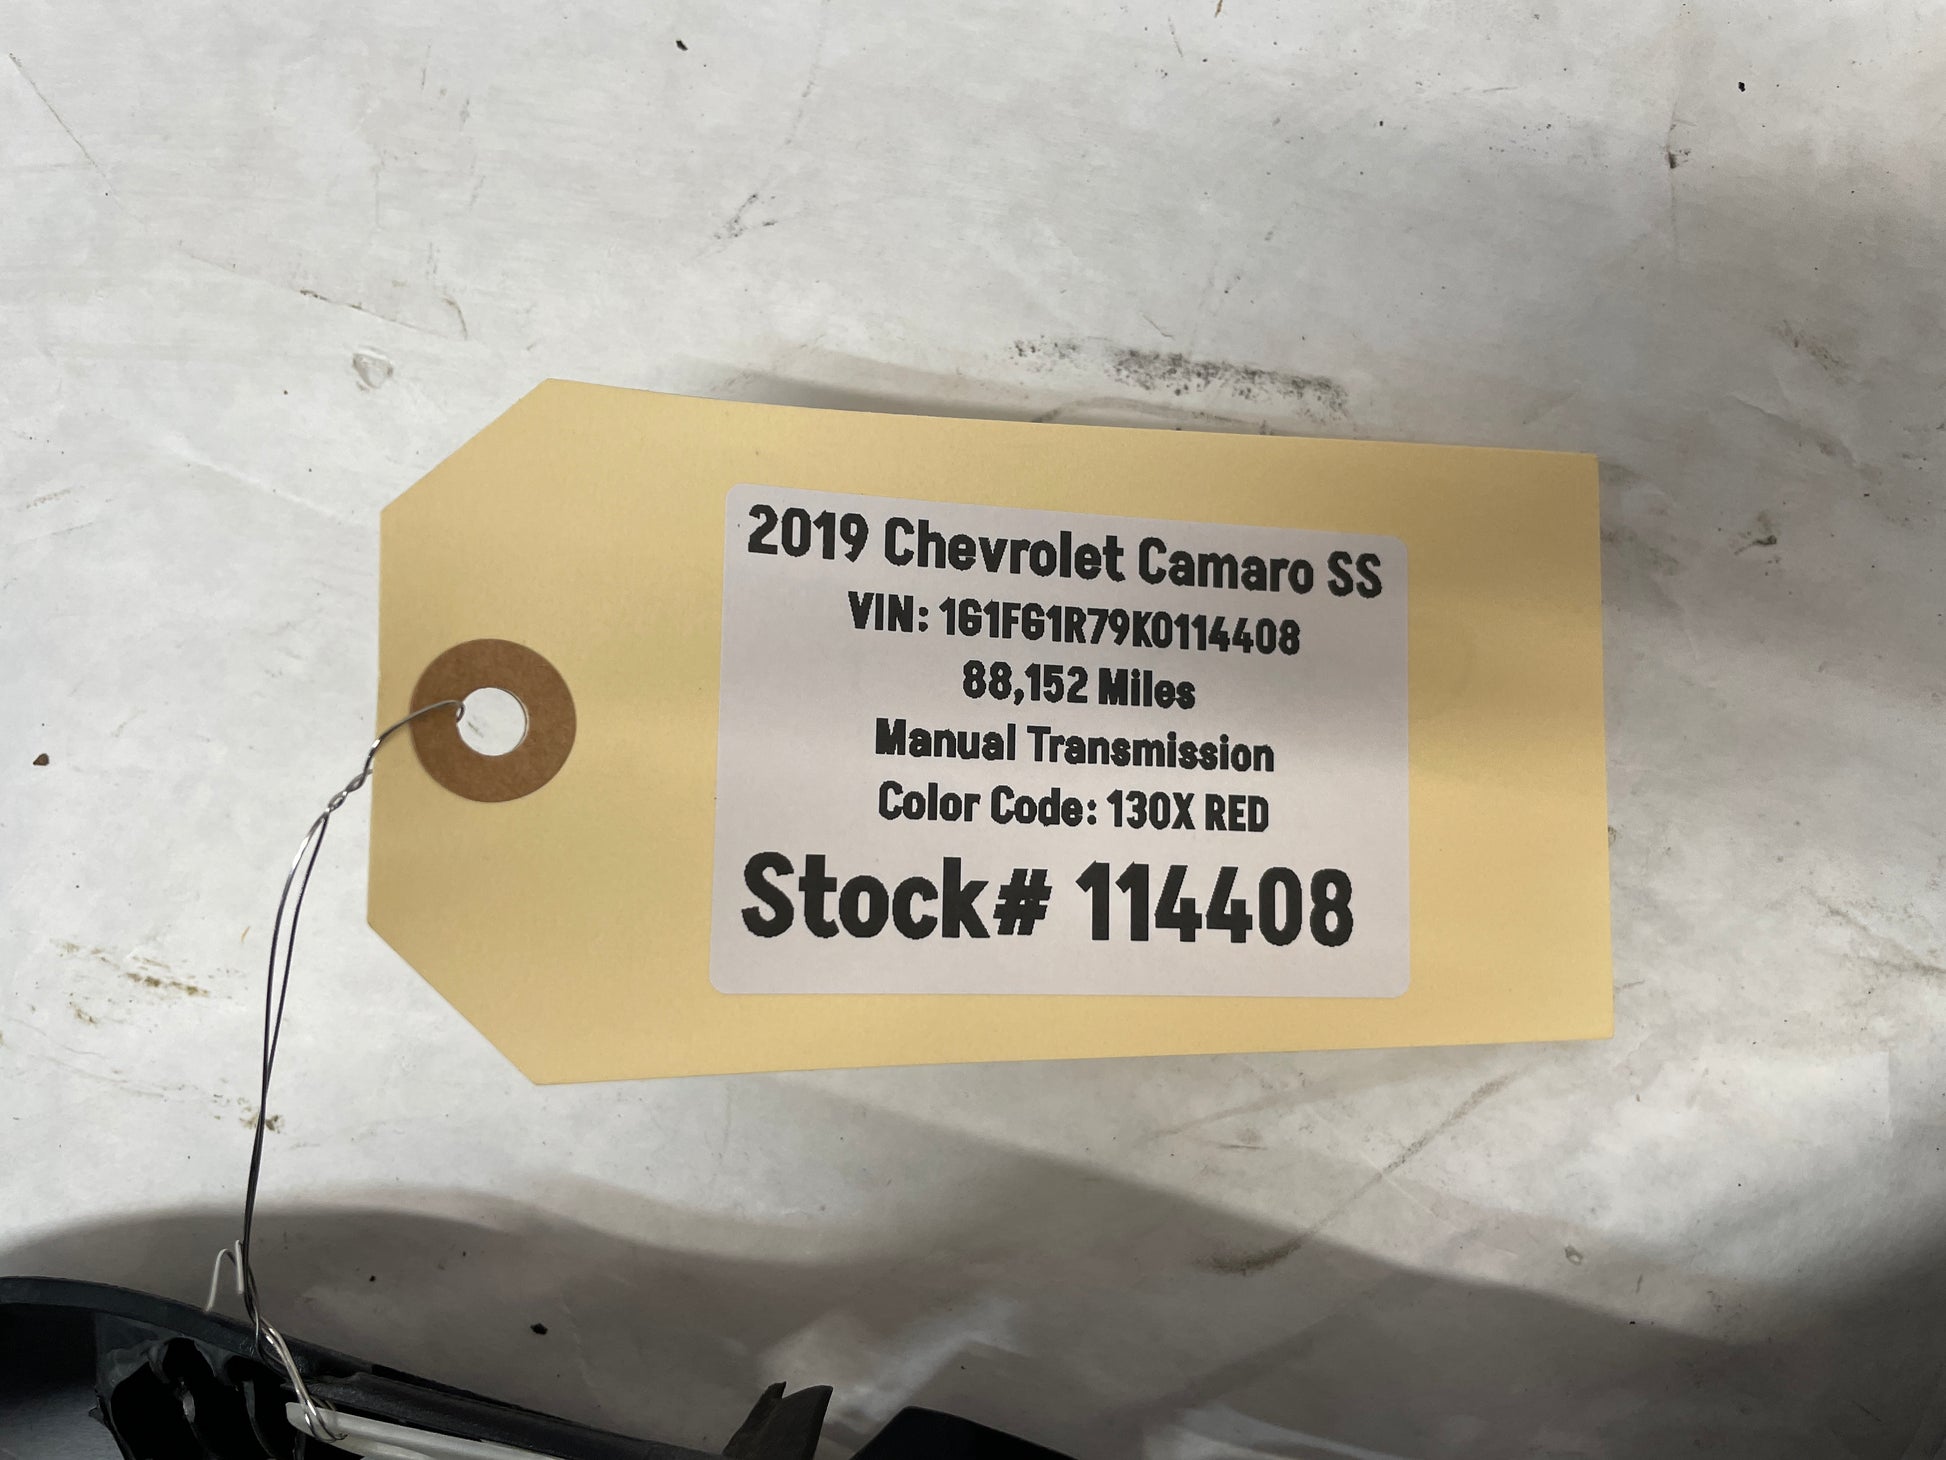 2019 Chevrolet Camaro SS
VIN: 1G1FG1R79K0114408
88,152 Miles
Manual Transmission
Color Code: 130X RED
Stock# 114408